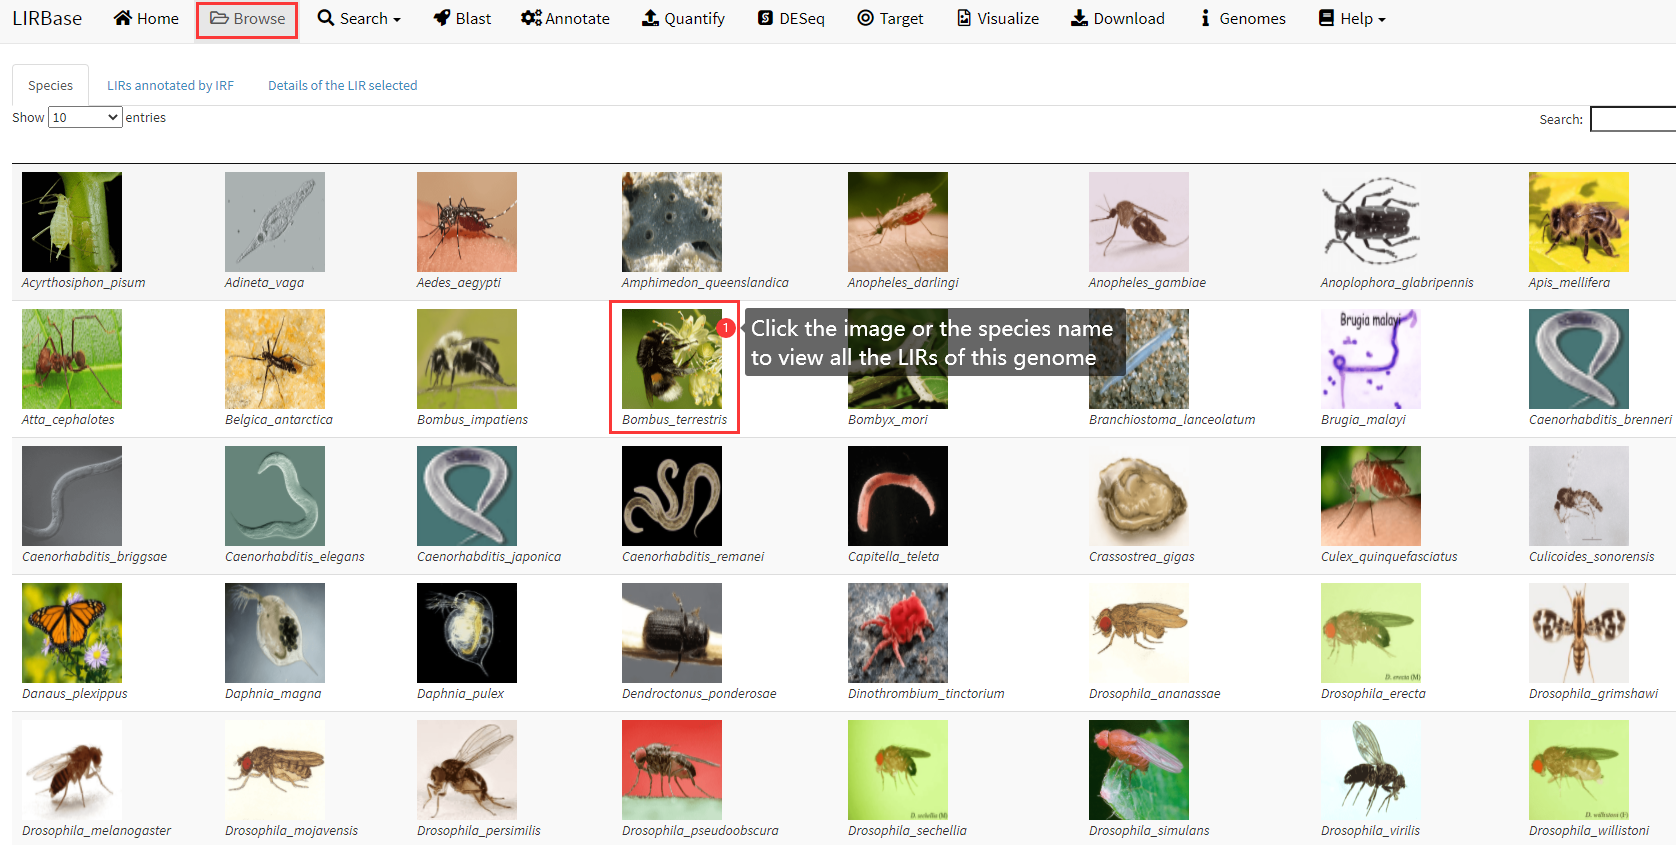 LIRBase Home Browse Search Blast Annotate Quantify DESeq Target Visualize Download Genomes Help
Species LIRs annotated by IRF Details of the LIR selected
Show 10 entries Search:
Acyrthosiphon_pisum Adineta_vaga Aedes_aegypti Amphimedon_queenslandica Anopheles_darlingi Anopheles_gambiae Anoplophora_glabripennis Apis_mellifera
1 Click the image or the species name
to view all the LIRs of this genome
Brugia malayi
Atta_cephalotes Belgica_antarctica Bombus_impatiens Bombus_terrestris Bombyx_mori Branchiostoma_lanceolatum Brugia_malayi Caenorhabditis_brenneri
Caenorhabditis_briggsae Caenorhabditis_elegans Caenorhabditis_japonica Caenorhabditis_remanei Capitella_teleta Crassostrea_gigas Culex_quinquefasciatus Culicoides_sonorensis
D. erecta (M)
Danaus_plexippus Daphnia_magna Daphnia_pulex Dendroctonus_ponderosae Dinothrombium_tinctorium Drosophila_ananassae Drosophila_erecta Drosophila_grimshawi
D. sechellia (M) D. willistoni (F)
Drosophila_melanogaster Drosophila_mojavensis Drosophila_persimilis Drosophila_pseudoobscura Drosophila_sechellia Drosophila_simulans Drosophila_virilis Drosophila_willistoni